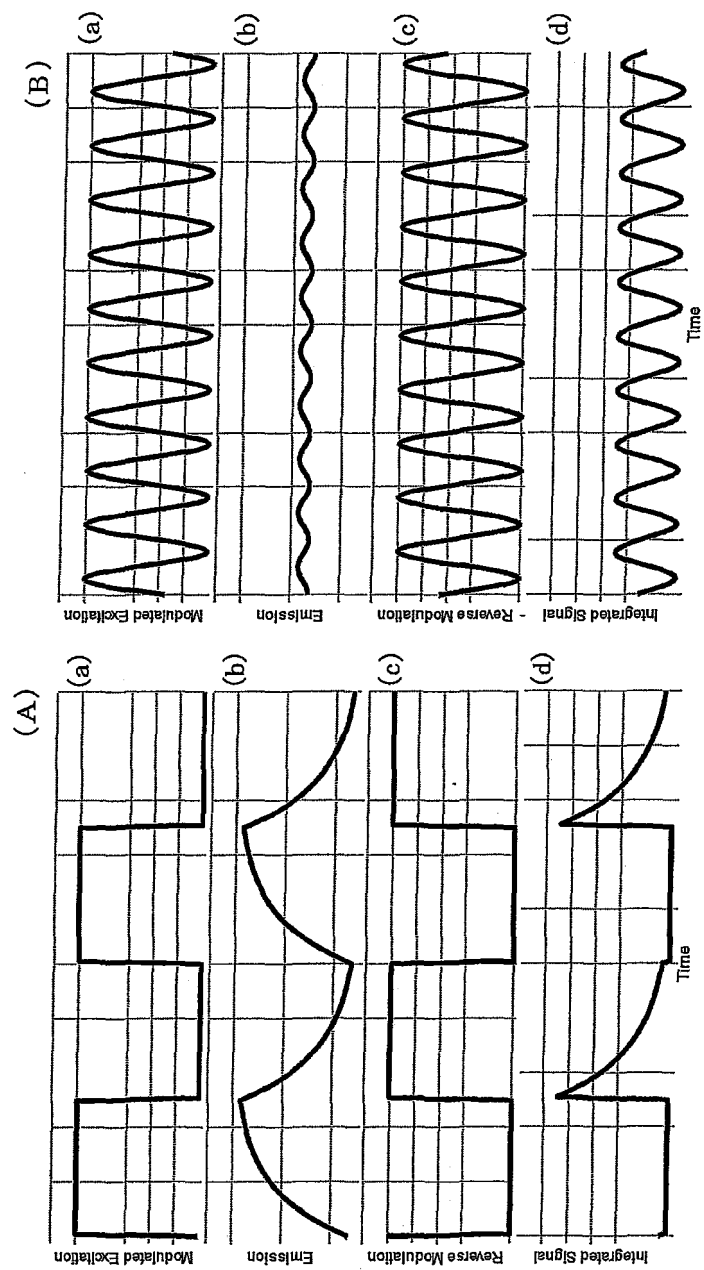 (A)
(a)
Modulated Excitation
(b)
Emission
(c)
Reverse Modulation
(d)
Integrated Signal
Time
(B)
(a)
Modulated Excitation
(b)
Emission
(c)
- Reverse Modulation
(d)
Integrated Signal
Time